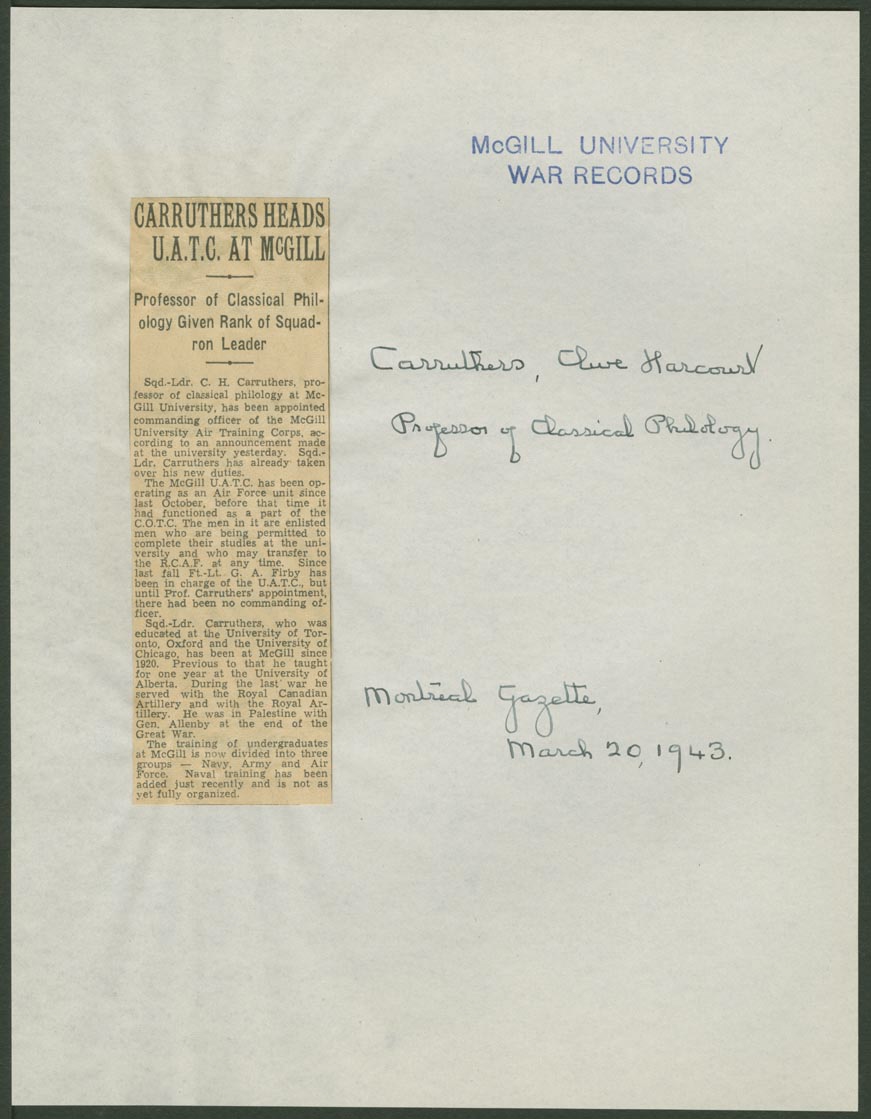 McGILL UNIVERSITY
WAR RECORDS
CARRUTHERS HEADS
U.A.T.C. AT McGILL
Professor of Classical Phil-
ology Given Rank of Squad-
ron Leader
Sqd.-Ldr. C. H. Carruthers, pro-
fessor of classical philology at Mc-
Gill University, has been appointed
commanding officer of the McGill
University Air Training Corps, ac-
cording to an announcement made
at the university yesterday. Sqd.-
Ldr. Carruthers has already taken
over his new duties.
The McGill U.A.T.C. has been op-
erating as an Air Force unit since
last October, before that time it
had functioned as a part of the
C.O.T.C. The men in it are enlisted
men who are being permitted to
complete their studies at the uni-
versity and who may transfer to
the R.C.A.F. at any time. Since
last fall Ft.-Lt. G. A. Firby has
been in charge of the U.A.T.C., but
until Prof. Carruthers' appointment,
there had been no commanding of-
ficer.
Sqd.-Ldr. Carruthers, who was
educated at the University of Tor-
onto, Oxford and the University of
Chicago, has been at McGill since
1920. Previous to that he taught
for one year at the University of
Alberta. During the last war he
served with the Royal Canadian
Artillery and with the Royal Ar-
tillery. He was in Palestine with
Gen. Allenby at the end of the
Great War.
The training of undergraduates
at McGill is now divided into three
groups — Navy, Army and Air
Force. Naval training has been
added just recently and is not as
yet fully organized.
Carruthers, Clive Harcourt
Professor of Classical Philology.
Montreal Gazette,
March 20, 1943.